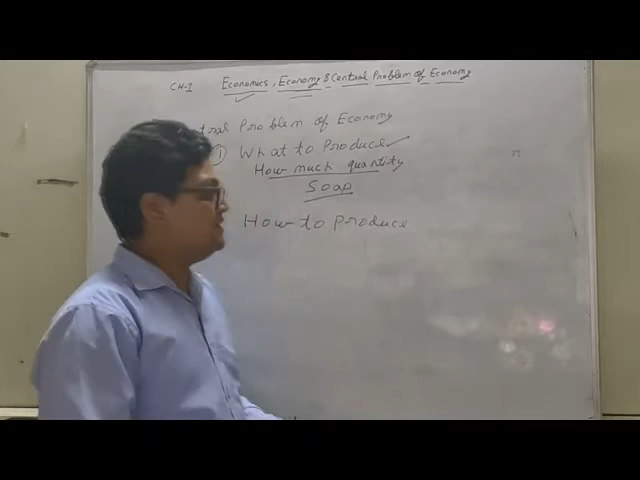 CH-I Economics, Economy & Central Problem of Economy
tral Problem of Economy
① What to Produce
How much quantity
Soap
How to produce